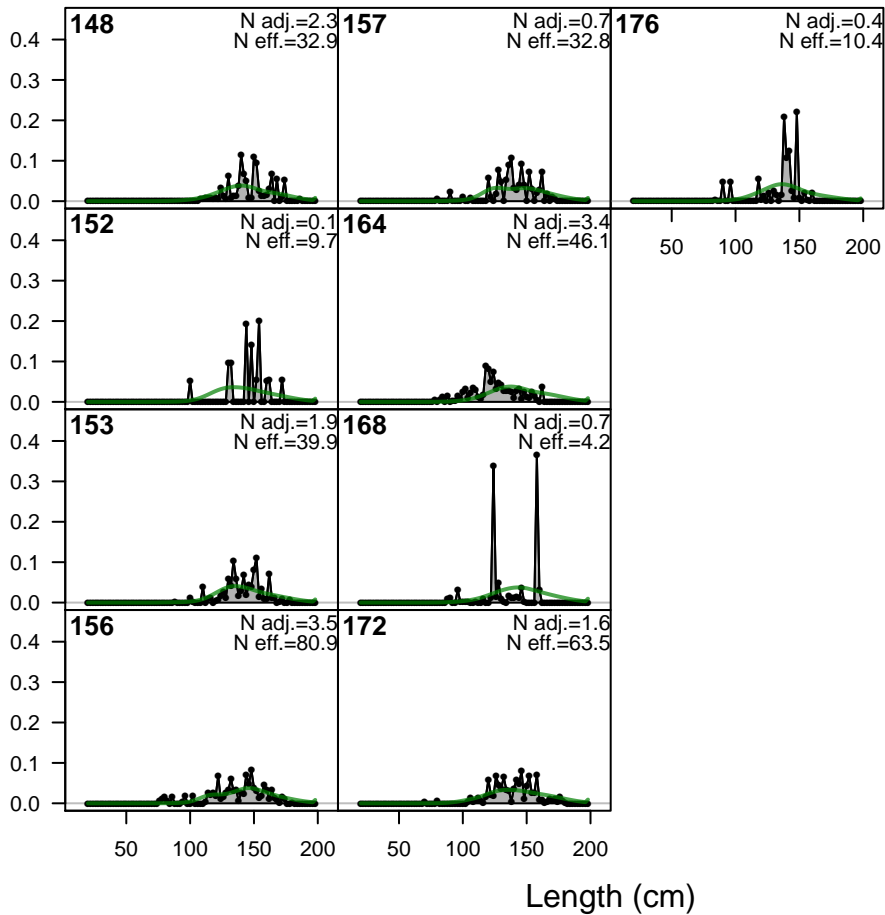 148
N adj.=2.3
N eff.=32.9
157
N adj.=0.7
N eff.=32.8
176
N adj.=0.4
N eff.=10.4
0.4
0.3
0.2
0.1
0.0
50 100 150 200
152
N adj.=0.1
N eff.=9.7
164
N adj.=3.4
N eff.=46.1
0.4
0.3
0.2
0.1
0.0
153
N adj.=1.9
N eff.=39.9
168
N adj.=0.7
N eff.=4.2
0.4
0.3
0.2
0.1
0.0
156
N adj.=3.5
N eff.=80.9
172
N adj.=1.6
N eff.=63.5
0.4
0.3
0.2
0.1
0.0
50 100 150 200
50 100 150 200
Length (cm)